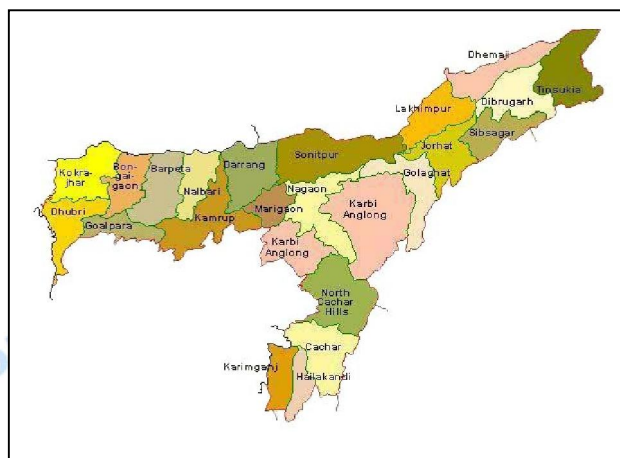 Dhemaji
Tinsukia
Dibrugarh
Lakhimpur
Sibsagar
Jorhat
Sonitpur
Golaghat
Darrang
Barpeta
Bon-
gai-
gaon
Kokra-
jhar
Nalbari
Nagaon
Dhubri
Kamrup
Marigaon
Karbi
Anglong
Goalpara
Karbi
Anglong
North
Cachar
Hills
Cachar
Karimganj
Hailakandi